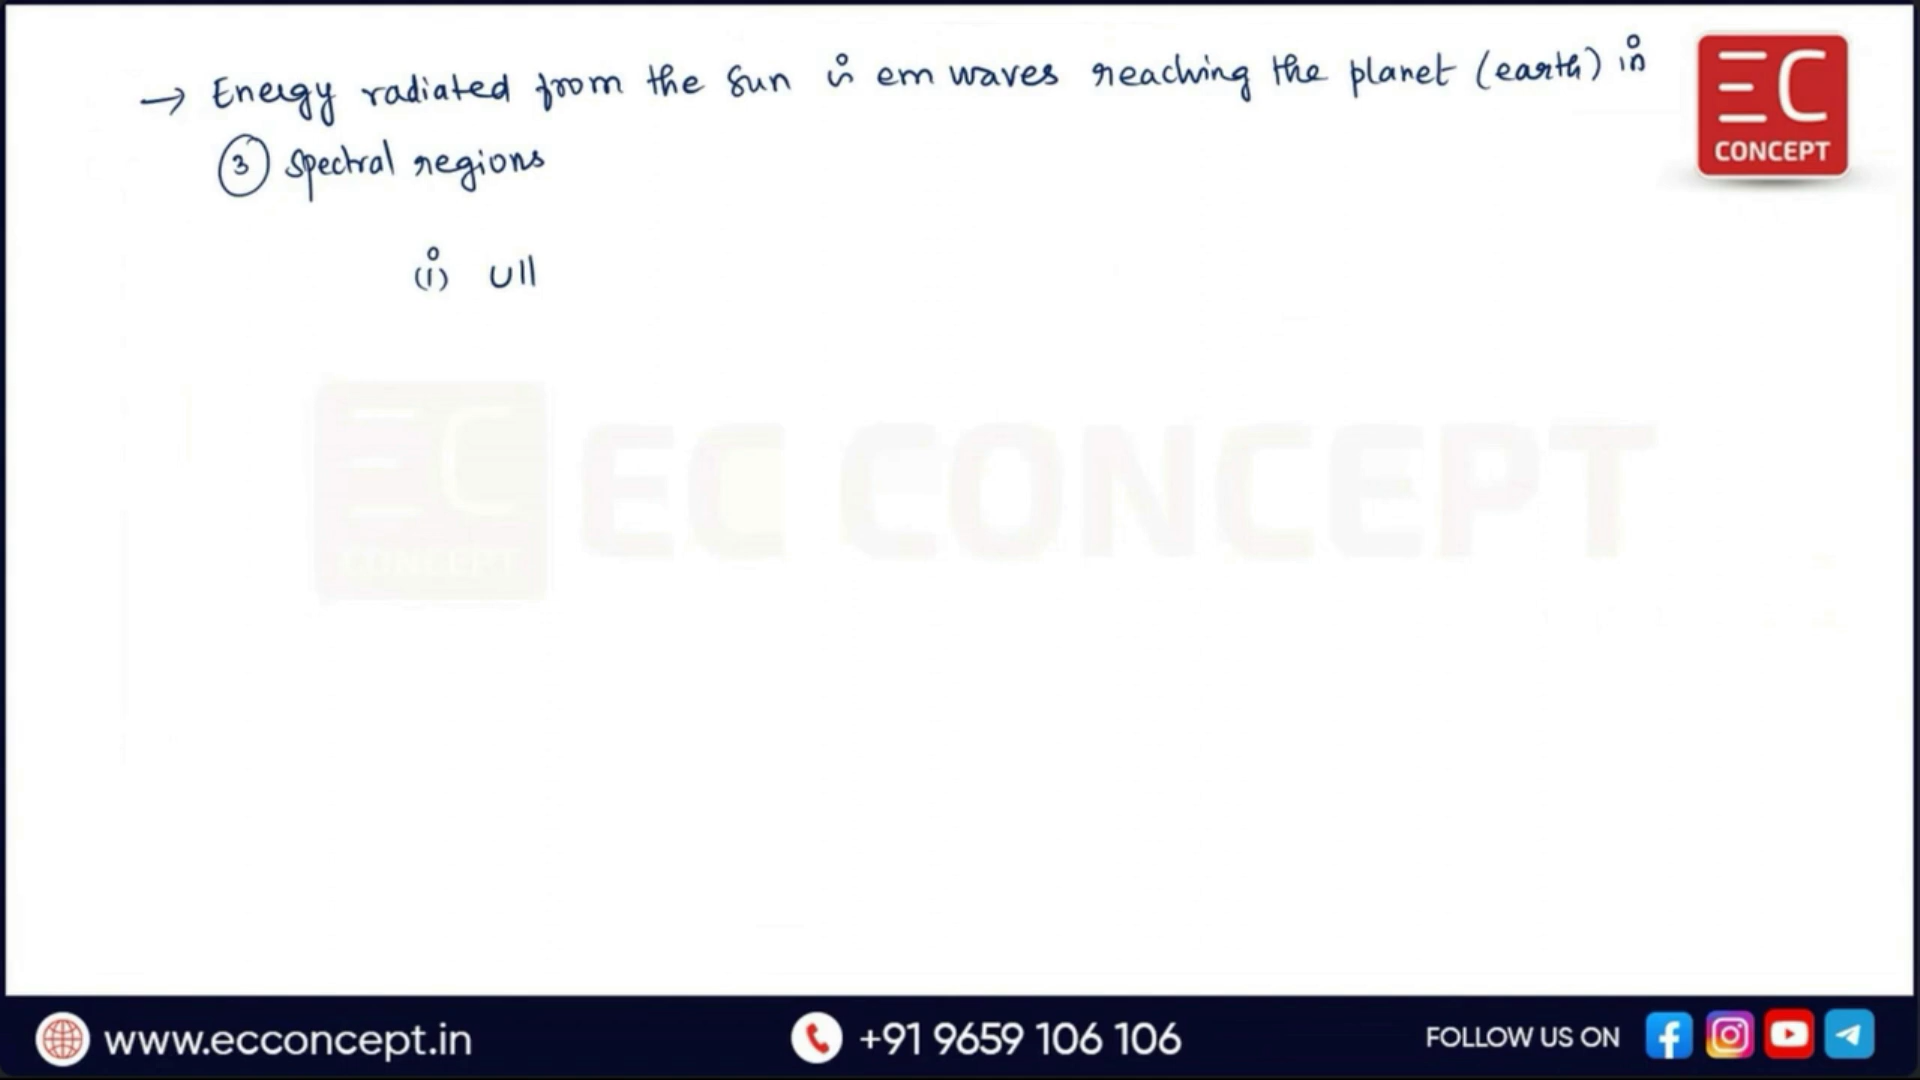 → Energy radiated from the sun is em waves reaching the planet (earth) in
③ spectral regions
(i) Ull
EC
CONCEPT
EC CONCEPT
CONCEPT
www.ecconcept.in
+91 9659 106 106
FOLLOW US ON